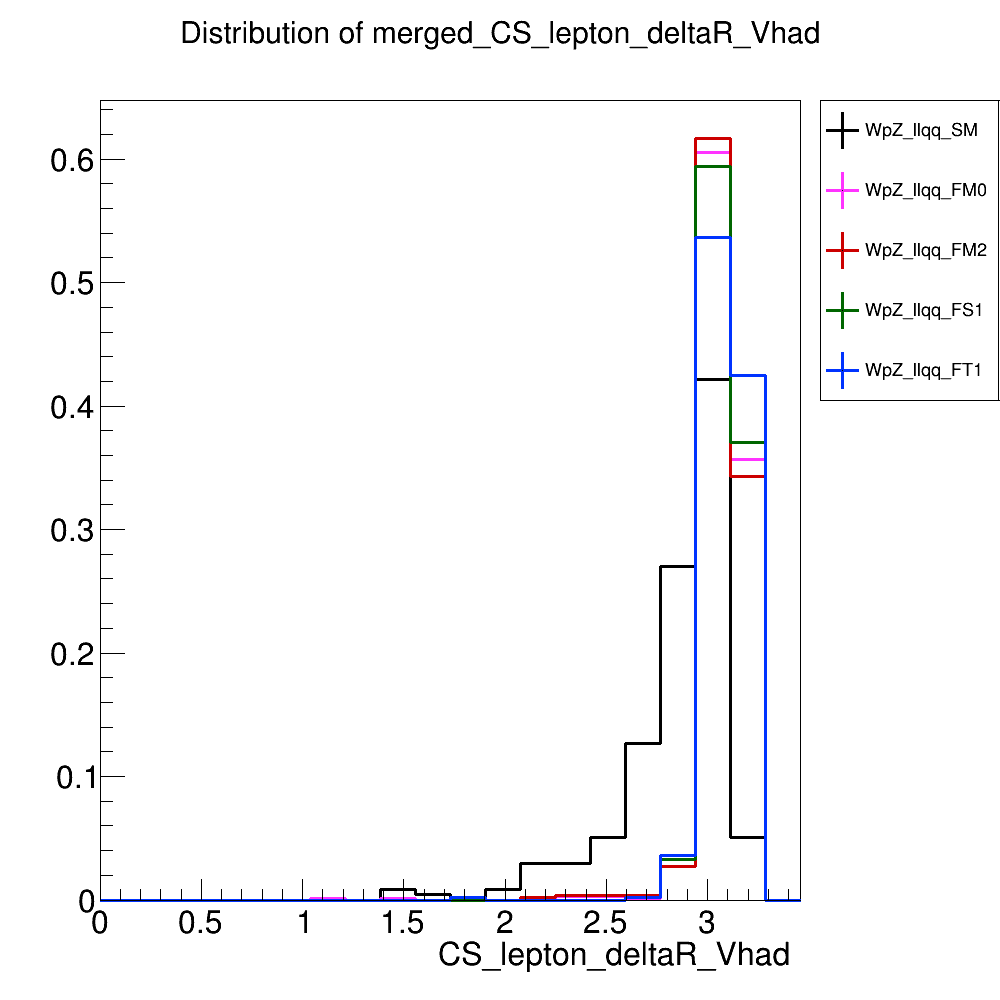 Distribution of merged_CS_lepton_deltaR_Vhad
WpZ_llqq_SM
WpZ_llqq_FM0
WpZ_llqq_FM2
WpZ_llqq_FS1
WpZ_llqq_FT1
0.6
0.5
0.4
0.3
0.2
0.1
0
0 0.5 1 1.5 2 2.5 3
CS_lepton_deltaR_Vhad